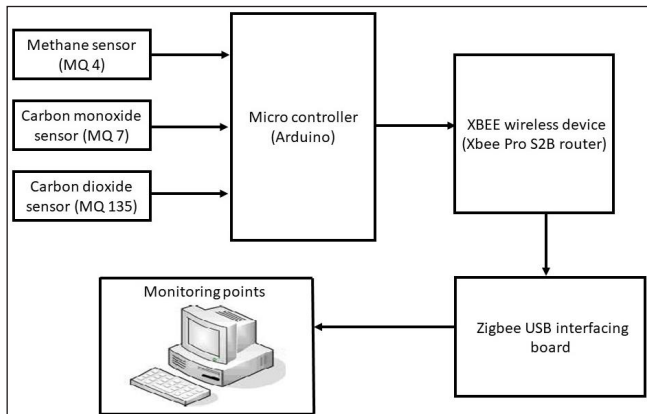 Methane sensor
(MQ 4)
Carbon monoxide
sensor (MQ 7)
Carbon dioxide
sensor (MQ 135)
Micro controller
(Arduino)
XBEE wireless device
(Xbee Pro S2B router)
Zigbee USB interfacing
board
Monitoring points